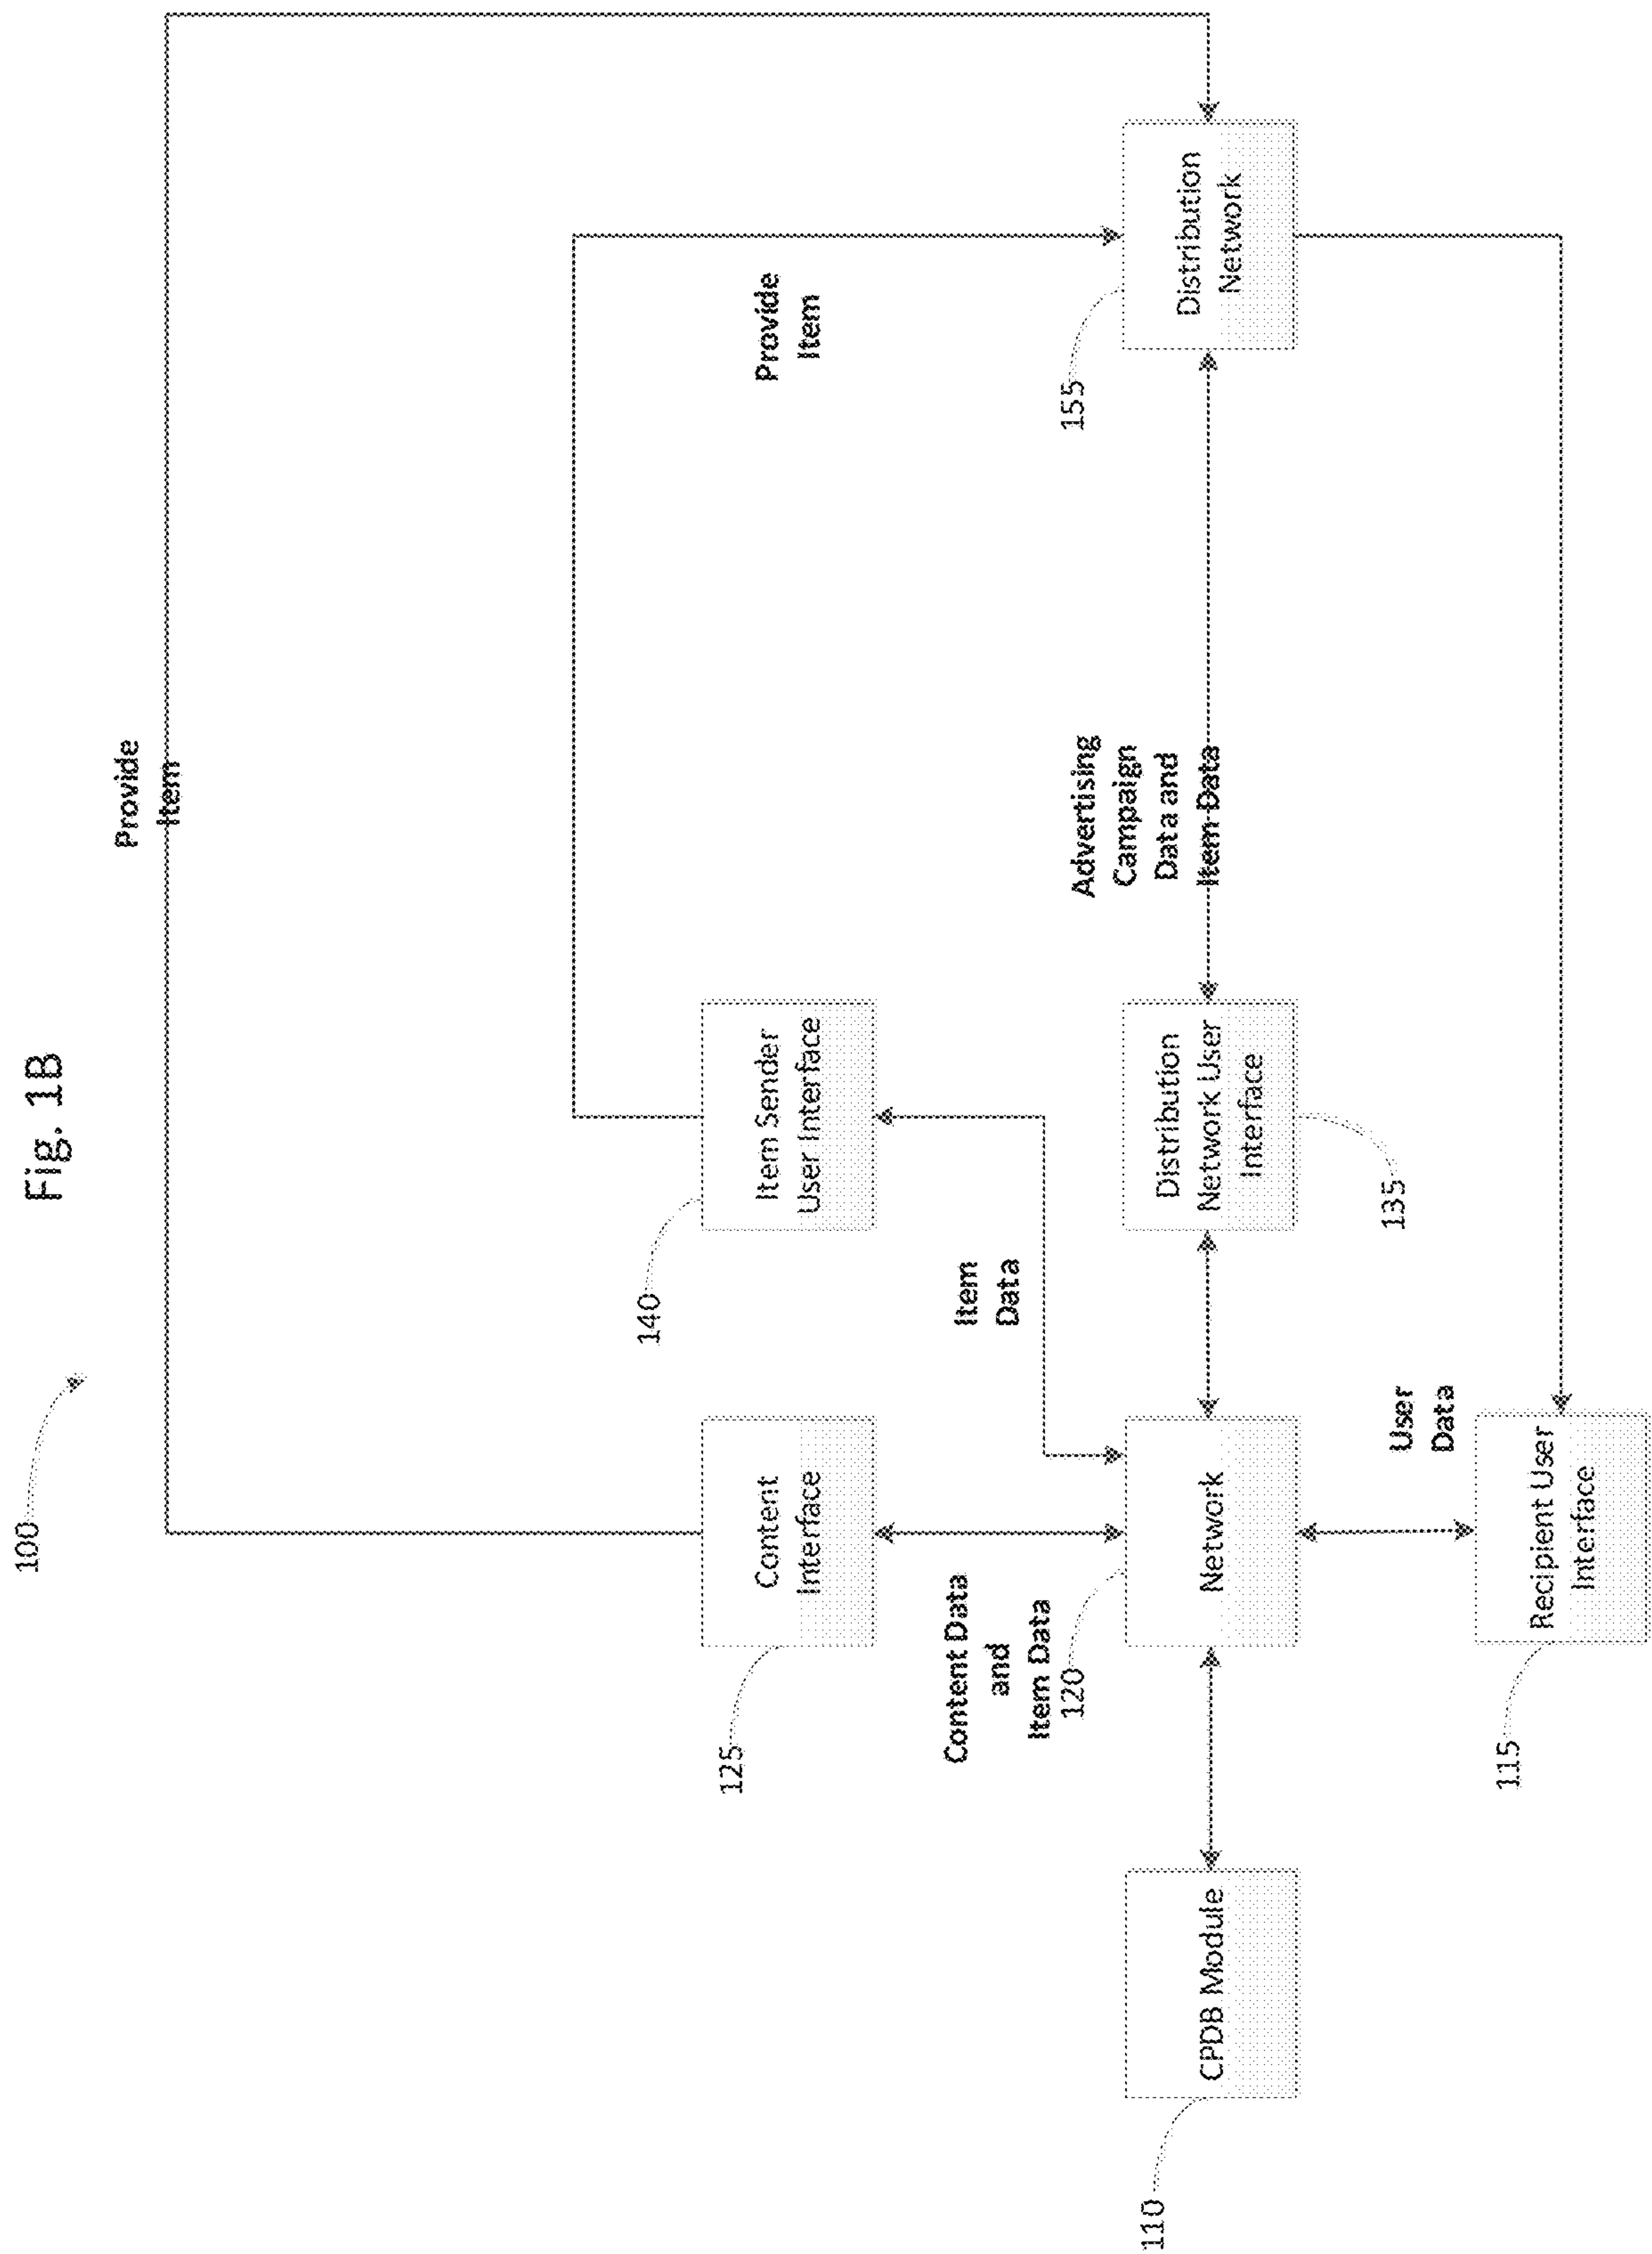 Fig. 1B
100
Provide
Item
125
Content
Interface
140
Item Sender
User Interface
Provide
Item
Content Data
and
Item Data
Item
Data
110
CPDB Module
120
Network
Distribution
Network User
Interface
135
Advertising
Campaign
Data and
Item Data
155
Distribution
Network
User
Data
115
Recipient User
Interface